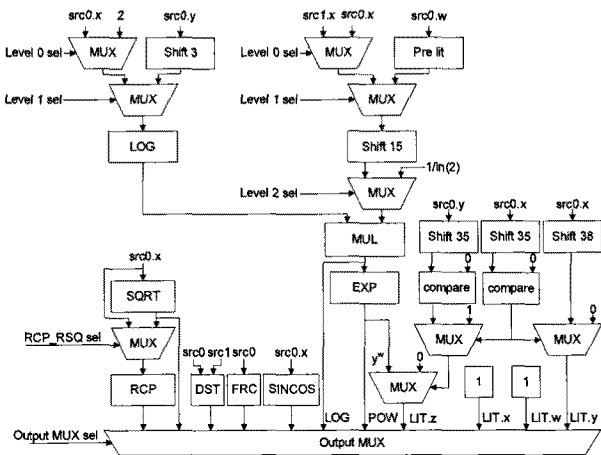 src0.x 2 src0.y src1.x src0.x src0.w
Level 0 sel MUX Shift 3 Level 0 sel MUX Pre lit
Level 1 sel MUX Level 1 sel MUX
LOG Shift 15
1/ln(2)
Level 2 sel MUX
src0.y src0.x src0.x
MUL Shift 35 Shift 35 Shift 38
src0.x 0 0
SQRT EXP compare compare
1 0
RCP_RSQ sel MUX MUX MUX
src0 src1 src0 src0.x y" 0
RCP DST FRC SINCOS MUX 1 1
LOG POW LIT.z LIT.x LIT.w LIT.y
Output MUX sel Output MUX